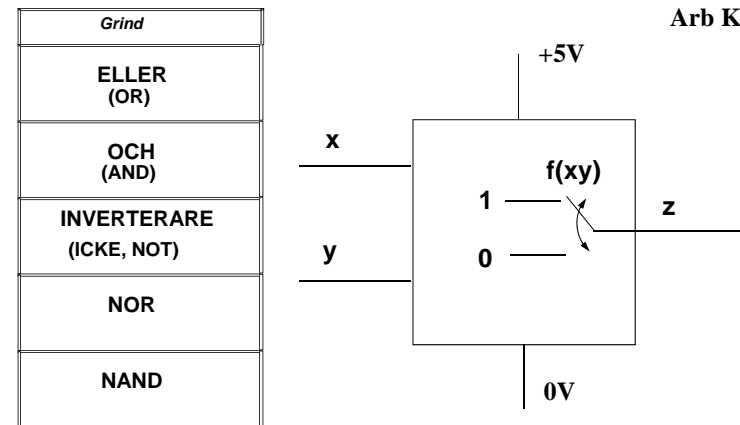 Grind
ELLER
(OR)
OCH
(AND)
INVERTERARE
(ICKE, NOT)
NOR
NAND
Arb K
+5V
x
f(xy)
1
z
y
0
0V